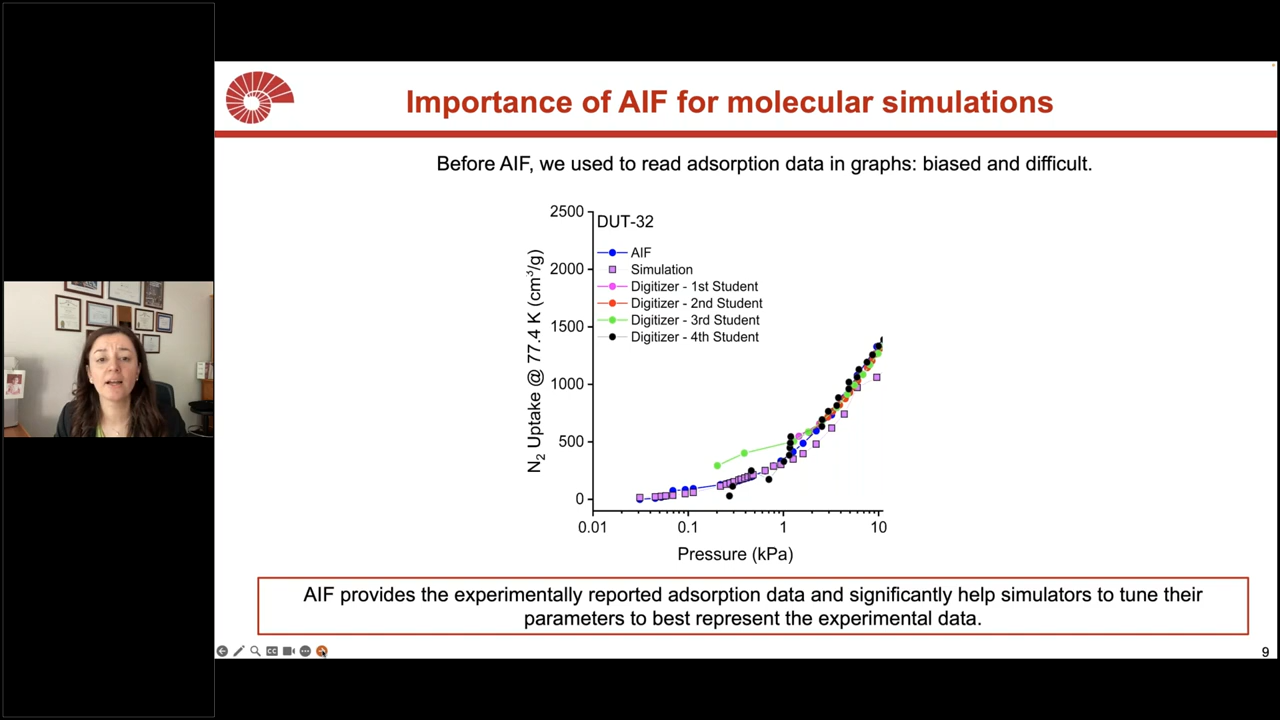 Importance of AIF for molecular simulations
Before AIF, we used to read adsorption data in graphs: biased and difficult.
DUT-32
AIF
Simulation
Digitizer - 1st Student
Digitizer - 2nd Student
Digitizer - 3rd Student
Digitizer - 4th Student
N₂ Uptake @ 77.4 K (cm³/g)
2500
2000
1500
1000
500
0
0.01 0.1 1 10
Pressure (kPa)
AIF provides the experimentally reported adsorption data and significantly help simulators to tune their
parameters to best represent the experimental data.
CC
9